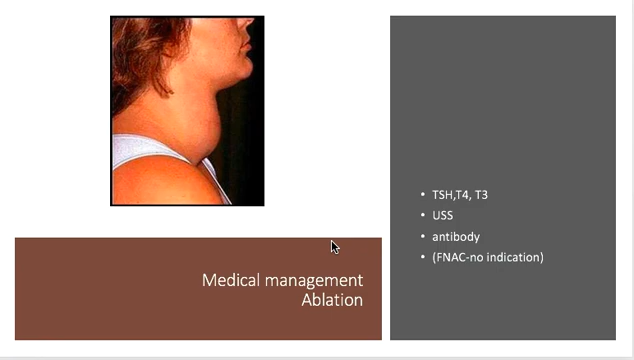 Medical management
Ablation
• TSH,T4, T3
• USS
• antibody
• (FNAC-no indication)